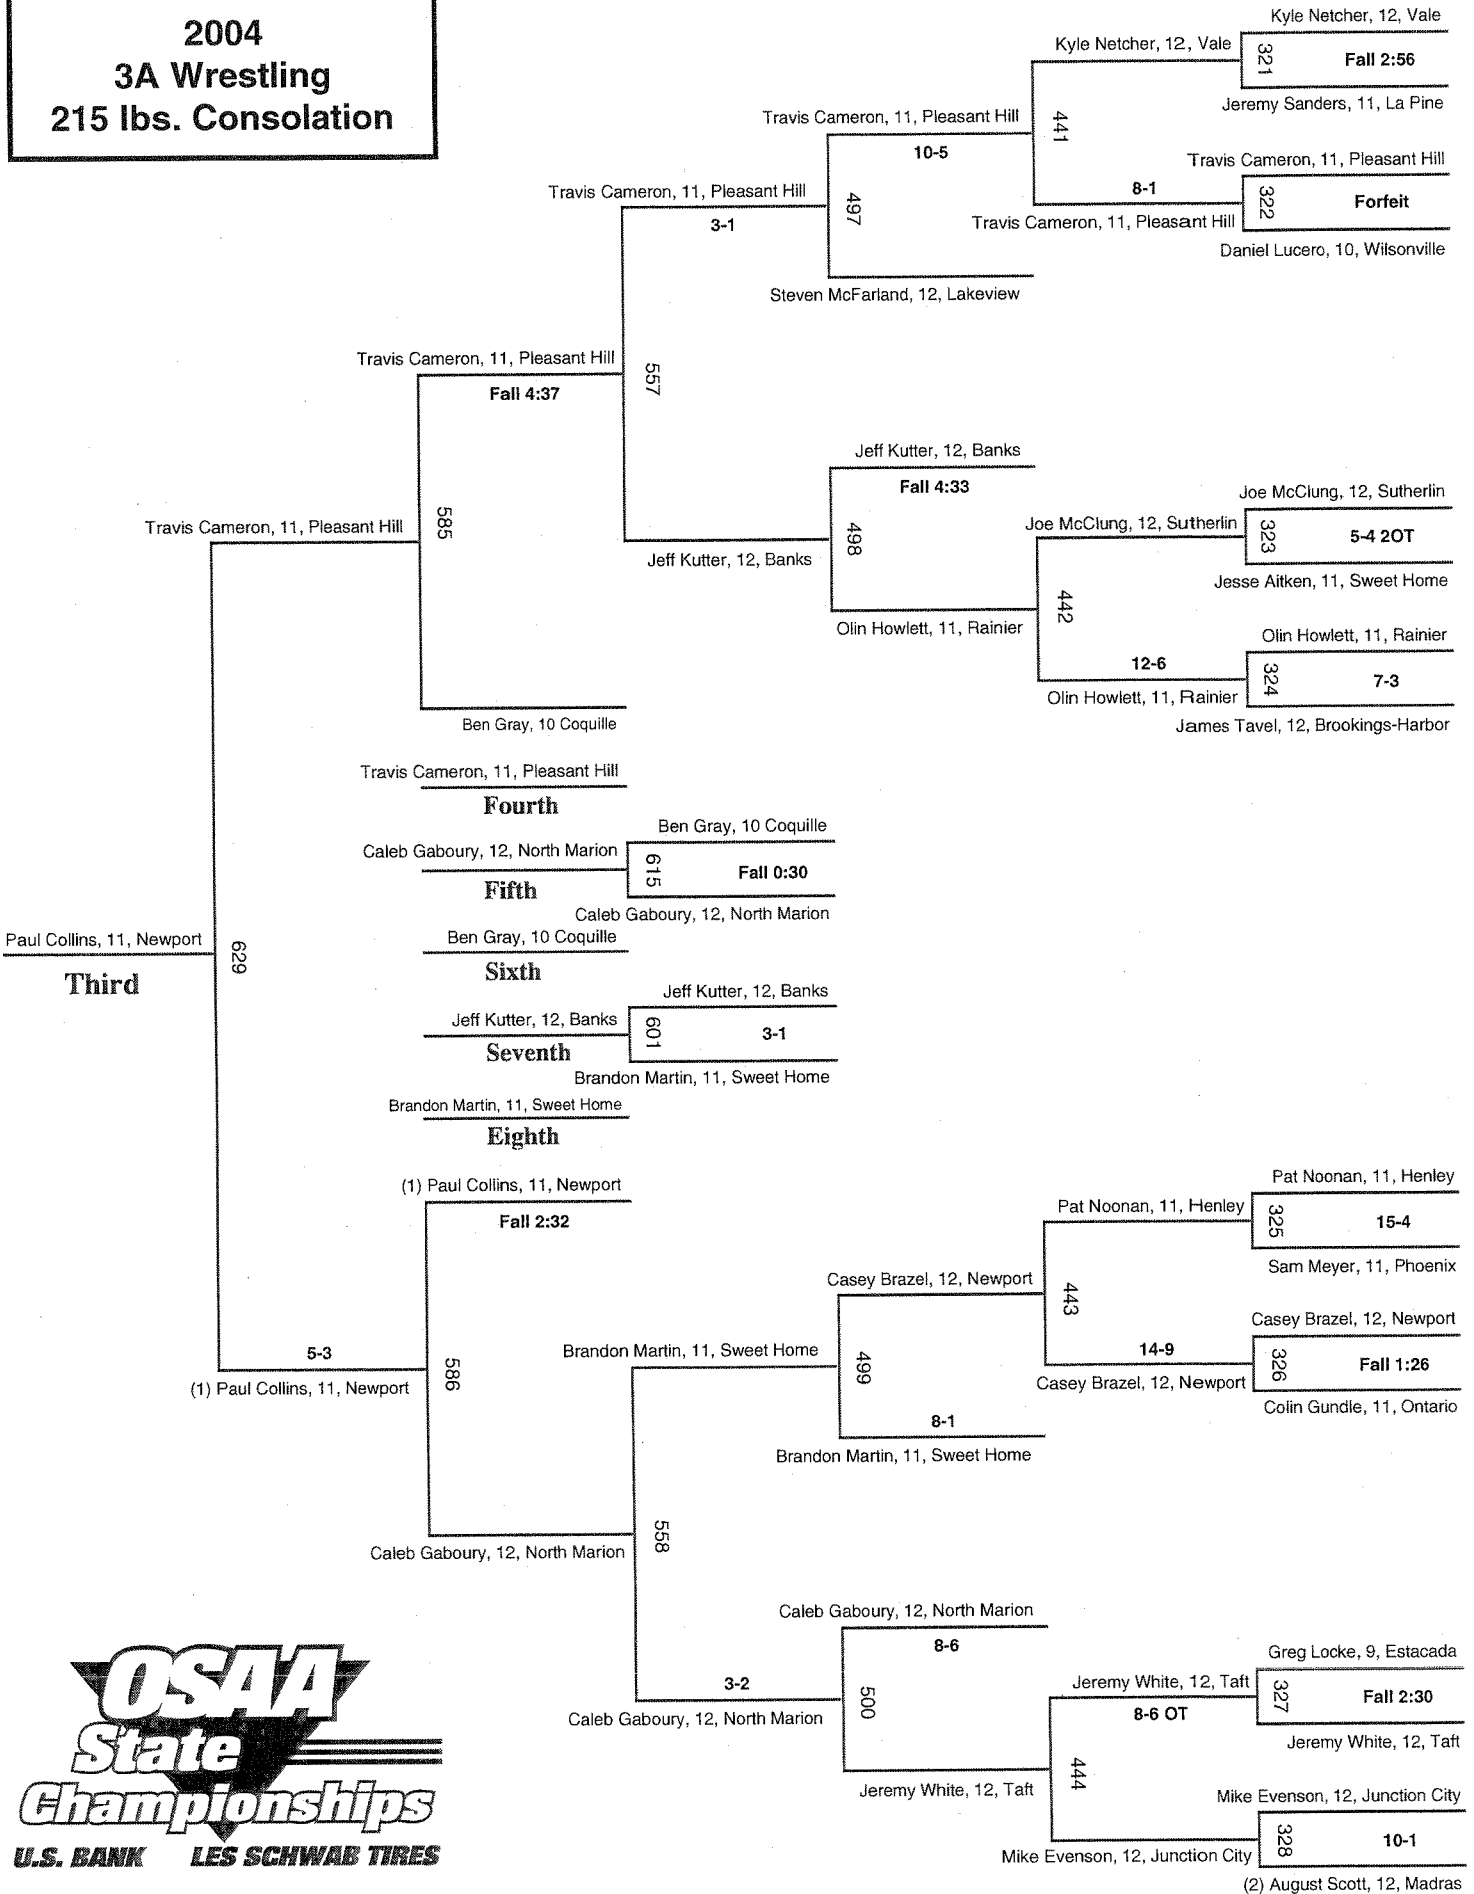 2004
3A Wrestling
215 lbs. Consolation
Kyle Netcher, 12, Vale
Kyle Netcher, 12, Vale
321
Fall 2:56
Jeremy Sanders, 11, La Pine
Travis Cameron, 11, Pleasant Hill
441
10-5
Travis Cameron, 11, Pleasant Hill
8-1
322
Forfeit
Travis Cameron, 11, Pleasant Hill
Daniel Lucero, 10, Wilsonville
Travis Cameron, 11, Pleasant Hill
497
3-1
Steven McFarland, 12, Lakeview
Travis Cameron, 11, Pleasant Hill
557
Fall 4:37
Jeff Kutter, 12, Banks
Fall 4:33
Joe McClung, 12, Sutherlin
Joe McClung, 12, Sutherlin
323
5-4 2OT
Jesse Aitken, 11, Sweet Home
Travis Cameron, 11, Pleasant Hill
585
498
Jeff Kutter, 12, Banks
442
Olin Howlett, 11, Rainier
Olin Howlett, 11, Rainier
12-6
324
7-3
Olin Howlett, 11, Rainier
James Tavel, 12, Brookings-Harbor
Ben Gray, 10 Coquille
Travis Cameron, 11, Pleasant Hill
Fourth
Ben Gray, 10 Coquille
Caleb Gaboury, 12, North Marion
615
Fall 0:30
Fifth
Caleb Gaboury, 12, North Marion
Ben Gray, 10 Coquille
Sixth
Paul Collins, 11, Newport
629
Third
Jeff Kutter, 12, Banks
Jeff Kutter, 12, Banks
601
3-1
Seventh
Brandon Martin, 11, Sweet Home
Brandon Martin, 11, Sweet Home
Eighth
(1) Paul Collins, 11, Newport
Fall 2:32
Pat Noonan, 11, Henley
Pat Noonan, 11, Henley
325
15-4
Sam Meyer, 11, Phoenix
Casey Brazel, 12, Newport
443
Casey Brazel, 12, Newport
14-9
326
Fall 1:26
Casey Brazel, 12, Newport
Colin Gundle, 11, Ontario
5-3
586
(1) Paul Collins, 11, Newport
Brandon Martin, 11, Sweet Home
499
8-1
Brandon Martin, 11, Sweet Home
558
Caleb Gaboury, 12, North Marion
Caleb Gaboury, 12, North Marion
8-6
Greg Locke, 9, Estacada
Jeremy White, 12, Taft
327
Fall 2:30
8-6 OT
Jeremy White, 12, Taft
3-2
500
Caleb Gaboury, 12, North Marion
Jeremy White, 12, Taft
444
Mike Evenson, 12, Junction City
328
10-1
Mike Evenson, 12, Junction City
(2) August Scott, 12, Madras
OSAA
State
Championships
U.S. BANK LES SCHWAB TIRES